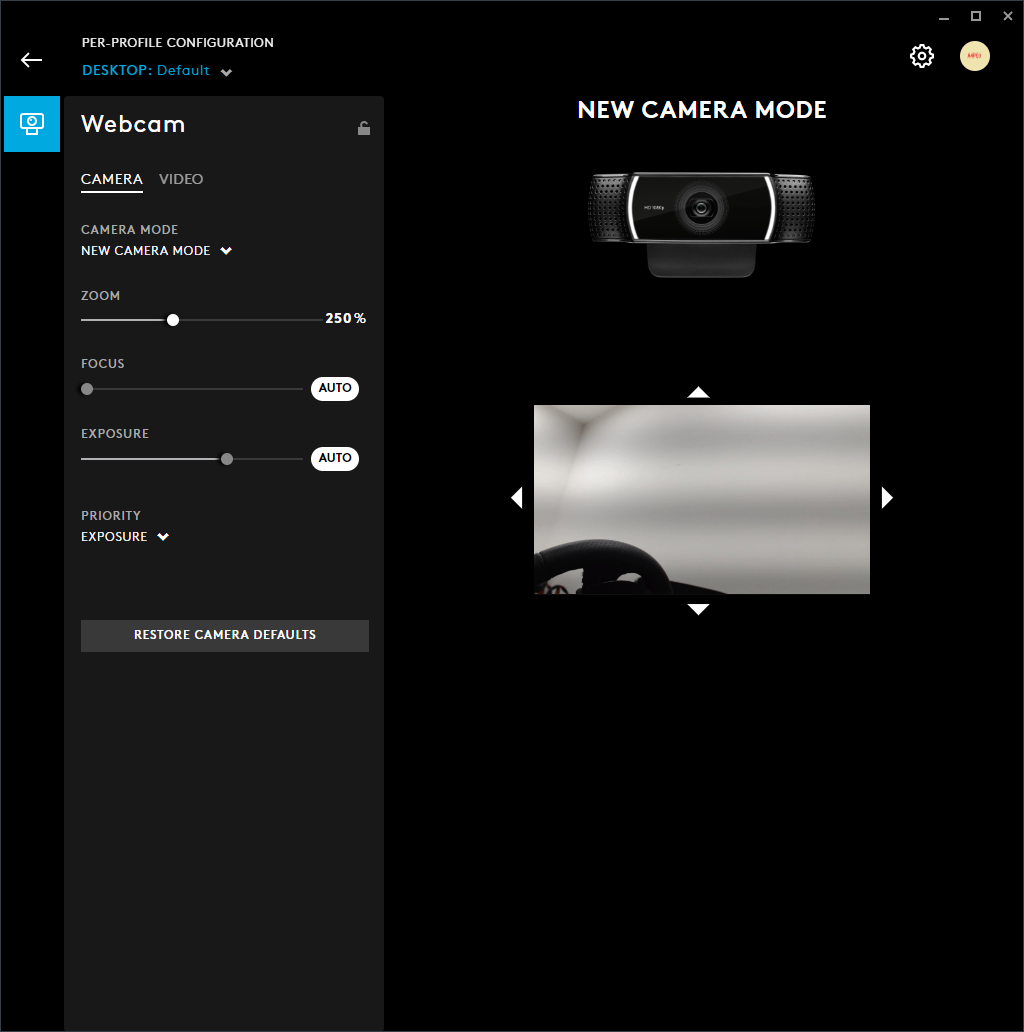 PER-PROFILE CONFIGURATION
DESKTOP: Default
Webcam
CAMERA VIDEO
CAMERA MODE
NEW CAMERA MODE
ZOOM
250%
FOCUS
AUTO
EXPOSURE
AUTO
PRIORITY
EXPOSURE
RESTORE CAMERA DEFAULTS
NEW CAMERA MODE
HD 1080p